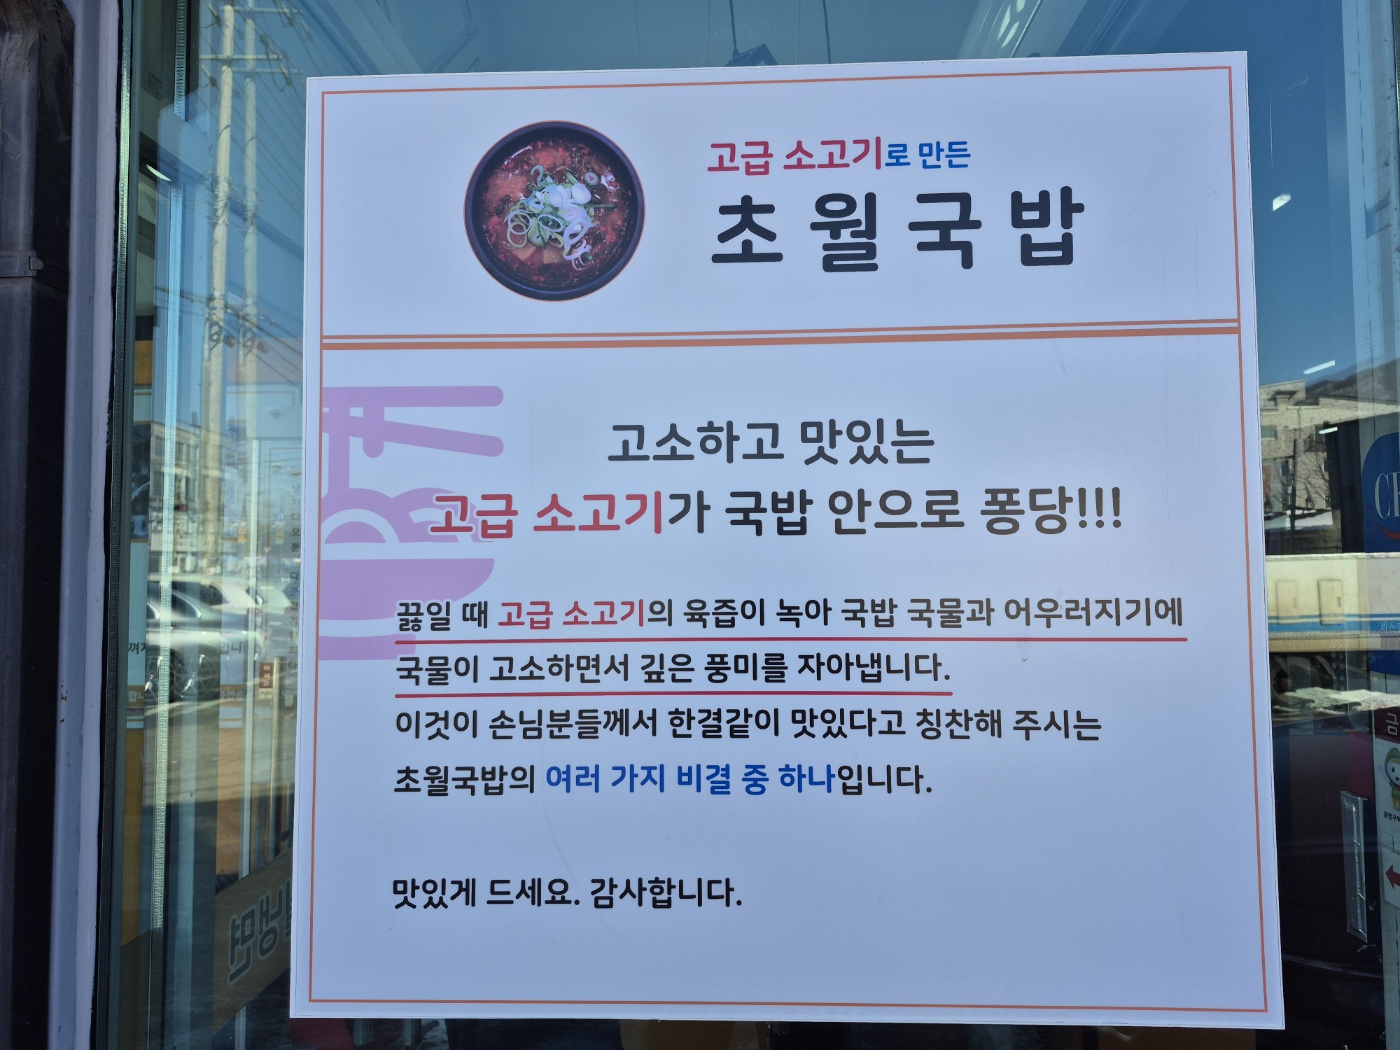 고급 소고기로 만든
초월국밥
고소하고 맛있는
고급 소고기가 국밥 안으로 퐁당!!!
끓일 때 고급 소고기의 육즙이 녹아 국밥 국물과 어우러지기에
국물이 고소하면서 깊은 풍미를 자아냅니다.
이것이 손님분들께서 한결같이 맛있다고 칭찬해 주시는
초월국밥의 여러 가지 비결 중 하나입니다.
맛있게 드세요. 감사합니다.
냉면